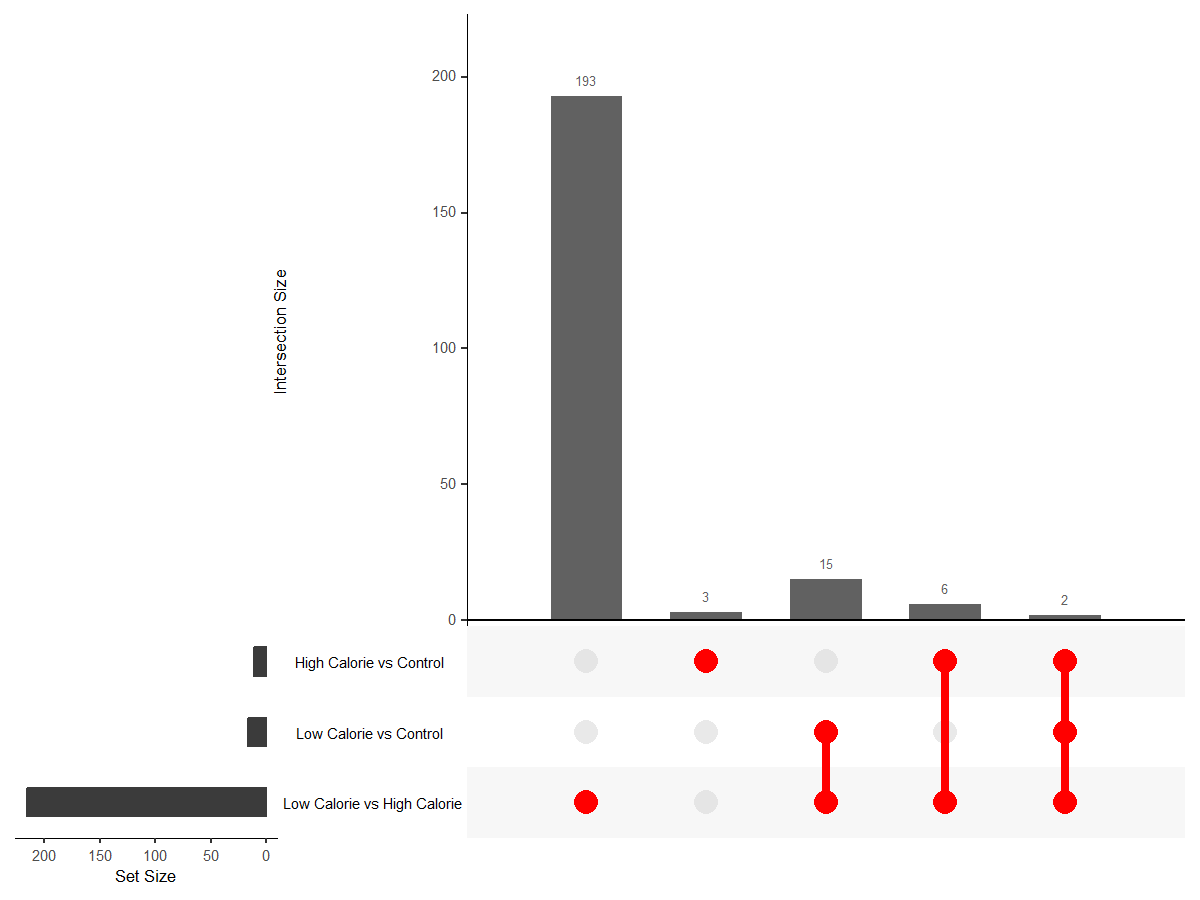 200
193
150
Intersection Size
100
50
15
6
3
2
0
High Calorie vs Control
Low Calorie vs Control
Low Calorie vs High Calorie
200 150 100 50 0
Set Size